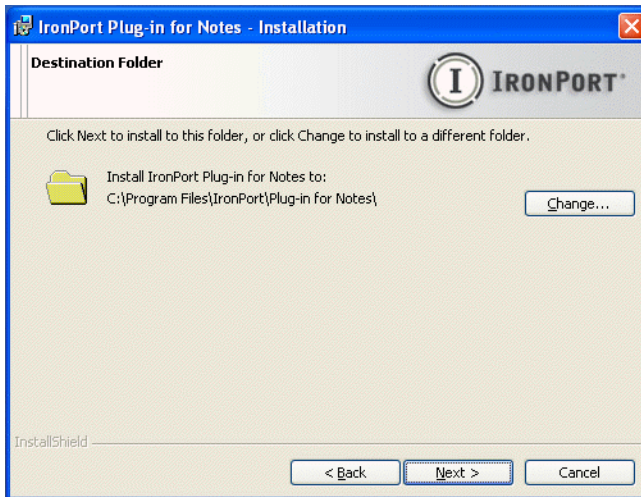 IronPort Plug-in for Notes - Installation
Destination Folder
I IRONPORT
Click Next to install to this folder, or click Change to install to a different folder.
Install IronPort Plug-in for Notes to:
C:\Program Files\IronPort\Plug-in for Notes\
Change...
InstallShield
< Back Next > Cancel